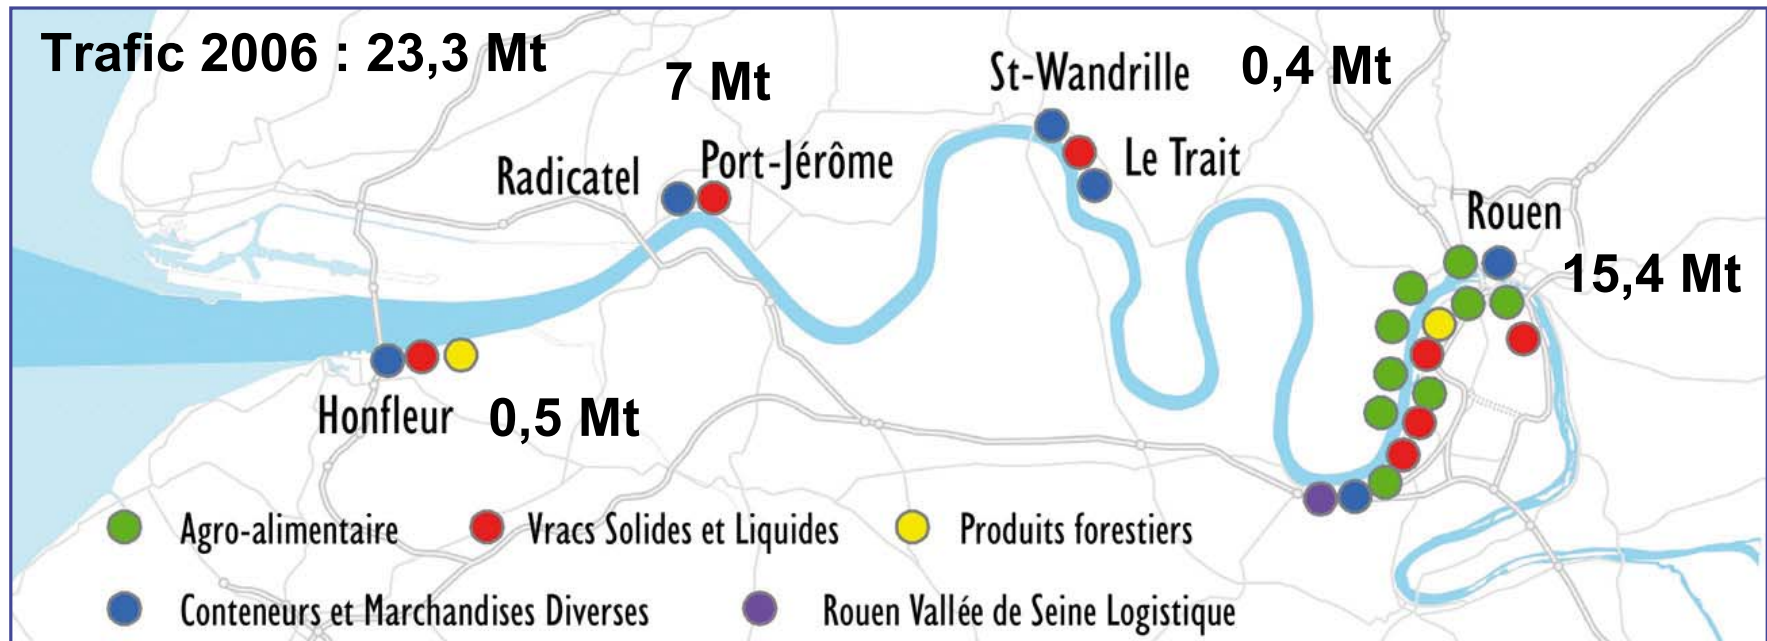 Trafic 2006 : 23,3 Mt
7 Mt
St-Wandrille
0,4 Mt
Radicatel
Port-Jérôme
Le Trait
Rouen
15,4 Mt
Honfleur
0,5 Mt
Agro-alimentaire
Vracs Solides et Liquides
Produits forestiers
Conteneurs et Marchandises Diverses
Rouen Vallée de Seine Logistique